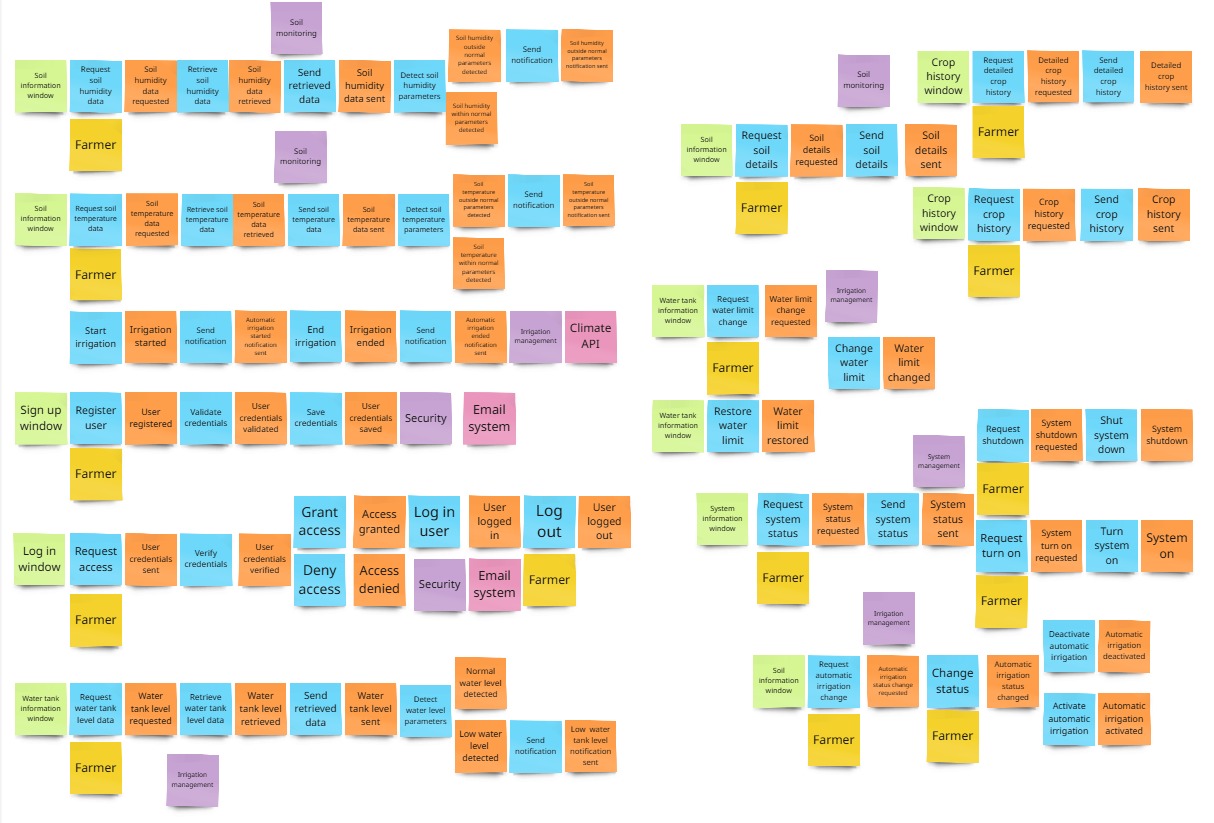 Soil
monitoring
Soil
information
window
Request
soil
humidity
data
Soil
humidity
data
requested
Retrieve
soil
humidity
data
Soil
humidity
data
retrieved
Send
retrieved
data
Soil
humidity
data sent
Detect soil
humidity
parameters
Soil humidity
outside
normal
parameters
detected
Send
notification
Soil humidity
outside normal
parameters
notification sent
Soil humidity
within normal
parameters
detected
Farmer
Soil
monitoring
Soil
information
window
Request soil
temperature
data
Soil
temperature
data
requested
Retrieve soil
temperature
data
Soil
temperature
data
retrieved
Send soil
temperature
data
Soil
temperature
data sent
Detect soil
temperature
parameters
Soil
temperature
outside normal
parameters
detected
Send
notification
Soil
temperature
outside normal
parameters
notification sent
Soil
temperature
within normal
parameters
detected
Farmer
Start
irrigation
Irrigation
started
Send
notification
Automatic
irrigation
started
notification
sent
End
irrigation
Irrigation
ended
Send
notification
Automatic
irrigation
ended
notification
sent
Irrigation
management
Climate
API
Sign up
window
Register
user
User
registered
Validate
credentials
User
credentials
validated
Save
credentials
User
credentials
saved
Security
Email
system
Farmer
Log in
window
Request
access
User
credentials
sent
Verify
credentials
User
credentials
verified
Grant
access
Access
granted
Log in
user
User
logged
in
Log
out
User
logged
out
Deny
access
Access
denied
Security
Email
system
Farmer
Farmer
Water tank
information
window
Request
water tank
level data
Water
tank level
requested
Retrieve
water tank
level data
Water
tank level
retrieved
Send
retrieved
data
Water
tank level
sent
Detect
water level
parameters
Normal
water level
detected
Low water
level
detected
Send
notification
Low water
tank level
notification
sent
Farmer
Irrigation
management
Soil
monitoring
Crop
history
window
Request
detailed
crop
history
Detailed
crop
history
requested
Send
detailed
crop
history
Detailed
crop
history sent
Farmer
Soil
information
window
Request
soil
details
Soil
details
requested
Send
soil
details
Soil
details
sent
Farmer
Crop
history
window
Request
crop
history
Crop
history
requested
Send
crop
history
Crop
history
sent
Farmer
Water tank
information
window
Request
water limit
change
Water limit
change
requested
Irrigation
management
Farmer
Change
water
limit
Water
limit
changed
Water tank
information
window
Restore
water
limit
Water
limit
restored
Request
shutdown
System
shutdown
requested
Shut
system
down
System
shutdown
System
management
Farmer
System
information
window
Request
system
status
System
status
requested
Send
system
status
System
status
sent
Farmer
Request
turn on
System
turn on
requested
Turn
system
on
System
on
Farmer
Irrigation
management
Soil
information
window
Request
automatic
irrigation
change
Automatic
irrigation
status change
requested
Change
status
Automatic
irrigation
status
changed
Deactivate
automatic
irrigation
Automatic
irrigation
deactivated
Activate
automatic
irrigation
Automatic
irrigation
activated
Farmer
Farmer